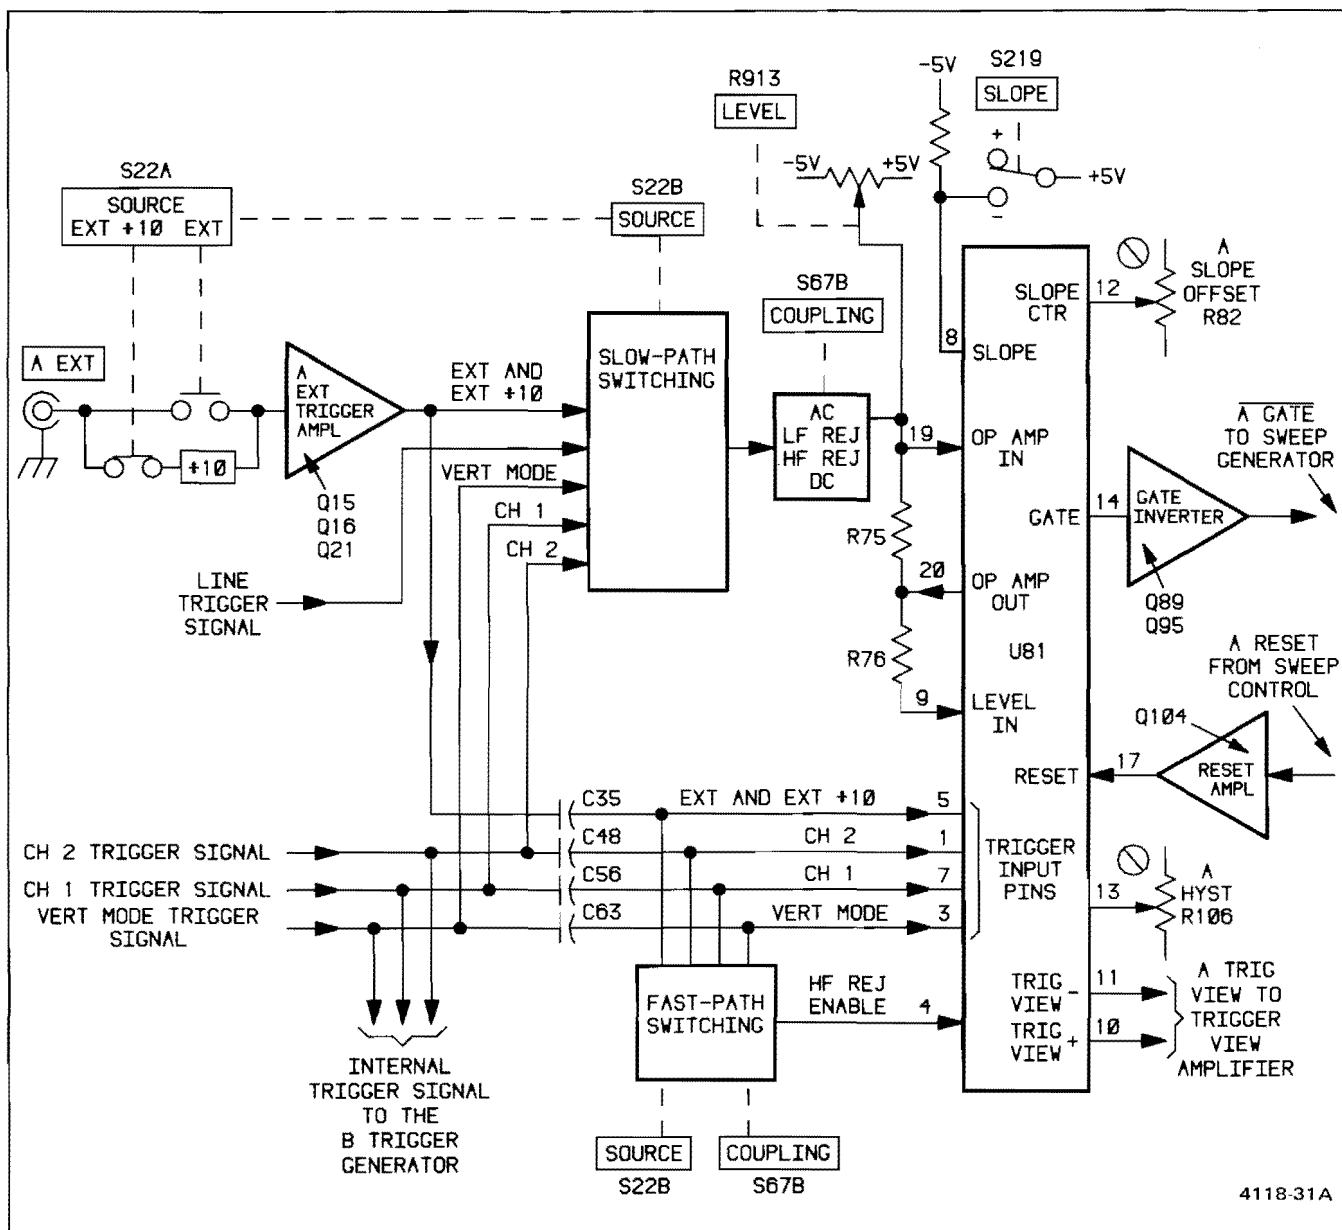 S219
SLOPE
-5V
+
+5V
-
R913
LEVEL
-5V
+5V
S22A
SOURCE
EXT ÷10 EXT
S22B
SOURCE
S67B
COUPLING
A EXT
÷10
A
EXT
TRIGGER
AMPL
Q15
Q16
Q21
EXT AND
EXT ÷10
VERT MODE
CH 1
CH 2
LINE
TRIGGER
SIGNAL
SLOW-PATH
SWITCHING
AC
LF REJ
HF REJ
DC
R75
R76
8
19
20
9
SLOPE
CTR
SLOPE
OP AMP
IN
GATE
OP AMP
OUT
U81
LEVEL
IN
RESET
TRIGGER
INPUT
PINS
TRIG
VIEW -
TRIG
VIEW +
12
A
SLOPE
OFFSET
R82
14
GATE
INVERTER
Q89
Q95
A GATE
TO SWEEP
GENERATOR
A RESET
FROM SWEEP
CONTROL
Q104
17
RESET
AMPL
13
A
HYST
R106
11
10
A TRIG
VIEW TO
TRIGGER
VIEW
AMPLIFIER
C35 EXT AND EXT ÷10 5
CH 2 TRIGGER SIGNAL C48 CH 2 1
CH 1 TRIGGER SIGNAL C56 CH 1 7
VERT MODE TRIGGER
SIGNAL
C63 VERT MODE 3
FAST-PATH
SWITCHING
HF REJ
ENABLE 4
INTERNAL
TRIGGER SIGNAL
TO THE
B TRIGGER
GENERATOR
SOURCE
S22B
COUPLING
S67B
4118-31A